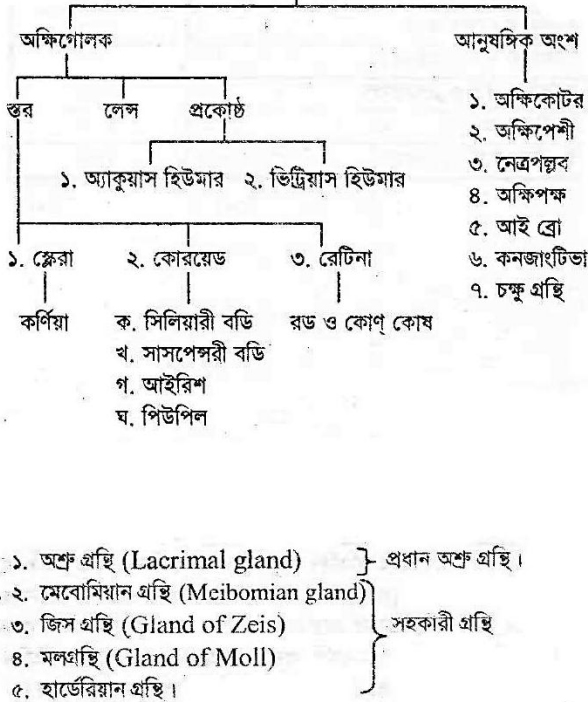 অক্ষিগোলক আনুষঙ্গিক অংশ
স্তর লেন্স প্রকোষ্ঠ
১. অ্যাকুয়াস হিউমার ২. ভিট্রিয়াস হিউমার
১. অক্ষিকোটর
২. অক্ষিপেশী
৩. নেত্রপল্লব
৪. অক্ষিপক্ষ
৫. আই ব্রো
৬. কনজাংটিভা
৭. চক্ষু গ্রন্থি
১. স্ক্লেরা ২. কোরয়েড ৩. রেটিনা
কর্ণিয়া
ক. সিলিয়ারী বডি
খ. সাসপেন্সরী বডি
গ. আইরিশ
ঘ. পিউপিল
রড ও কোণ্ কোষ
১. অশ্রু গ্রন্থি (Lacrimal gland) } প্রধান অশ্রু গ্রন্থি।
২. মেবোমিয়ান গ্রন্থি (Meibomian gland)
৩. জিস গ্রন্থি (Gland of Zeis) } সহকারী গ্রন্থি
৪. মলগ্রন্থি (Gland of Moll)
৫. হার্ডেরিয়ান গ্রন্থি।